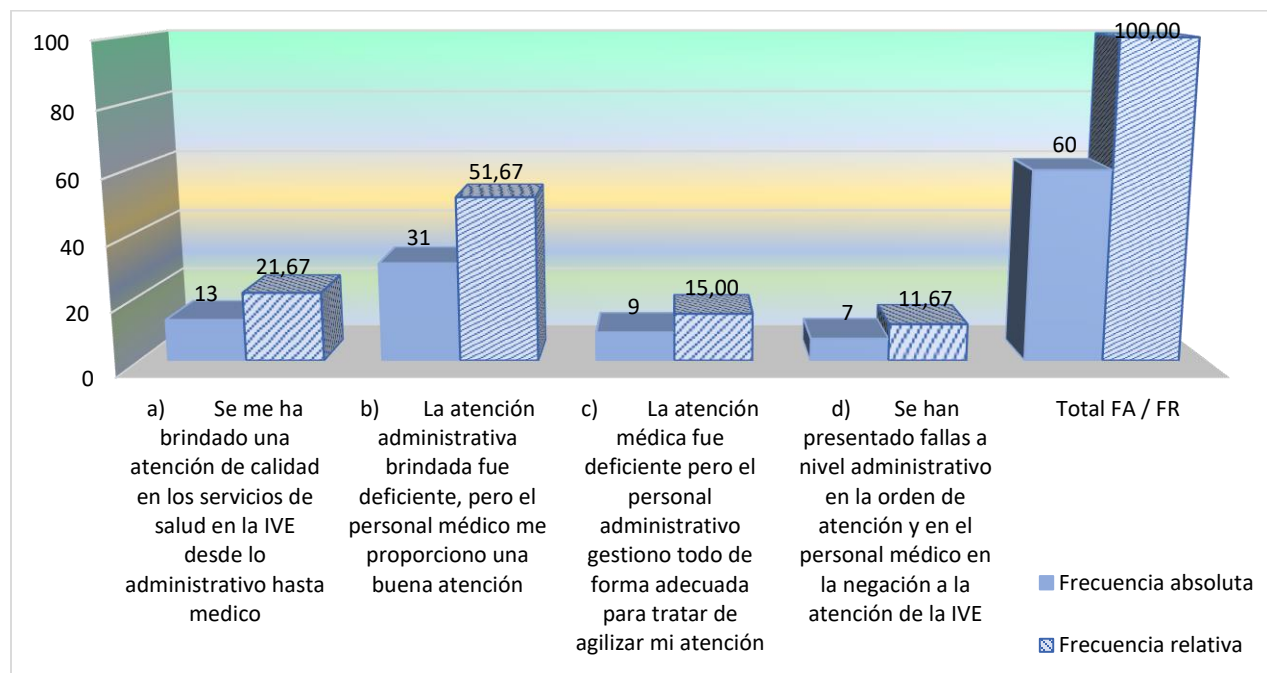 100
80
60
40
20
0
13
21,67
31
51,67
9
15,00
7
11,67
60
100,00
a) Se me ha
brindado una
atención de calidad
en los servicios de
salud en la IVE
desde lo
administrativo hasta
medico
b) La atención
administrativa
brindada fue
deficiente, pero el
personal médico me
proporciono una
buena atención
c) La atención
médica fue
deficiente pero el
personal
administrativo
gestiono todo de
forma adecuada
para tratar de
agilizar mi atención
d) Se han
presentado fallas a
nivel administrativo
en la orden de
atención y en el
personal médico en
la negación a la
atención de la IVE
Total FA / FR
Frecuencia absoluta
Frecuencia relativa